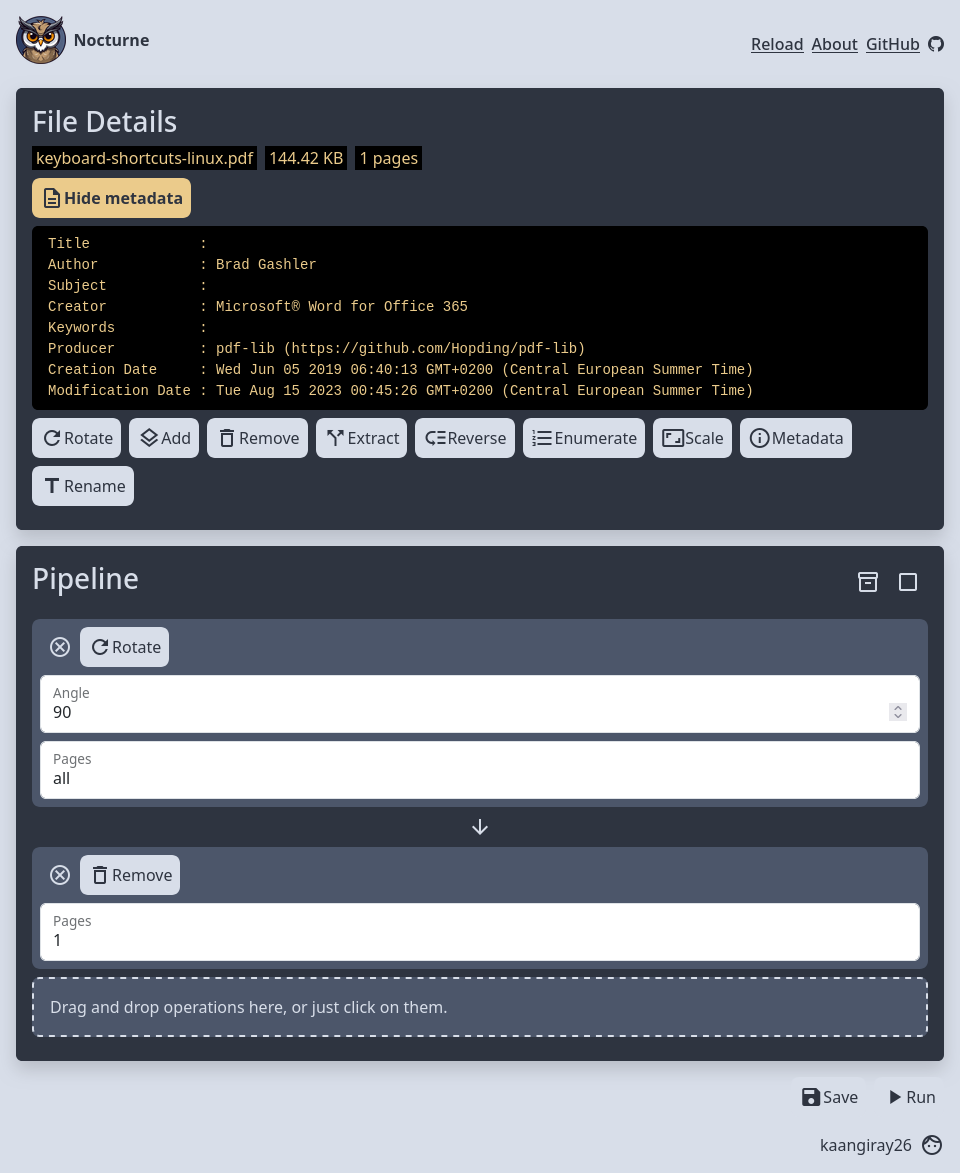 Nocturne
Reload About GitHub
File Details
keyboard-shortcuts-linux.pdf 144.42 KB 1 pages
Hide metadata
Title :
Author : Brad Gashler
Subject :
Creator : Microsoft® Word for Office 365
Keywords :
Producer : pdf-lib (https://github.com/Hopding/pdf-lib)
Creation Date : Wed Jun 05 2019 06:40:13 GMT+0200 (Central European Summer Time)
Modification Date : Tue Aug 15 2023 00:45:26 GMT+0200 (Central European Summer Time)
Rotate Add Remove Extract Reverse Enumerate Scale Metadata
Rename
Pipeline
Rotate
Angle
90
Pages
all
Remove
Pages
1
Drag and drop operations here, or just click on them.
Save Run
kaangiray26